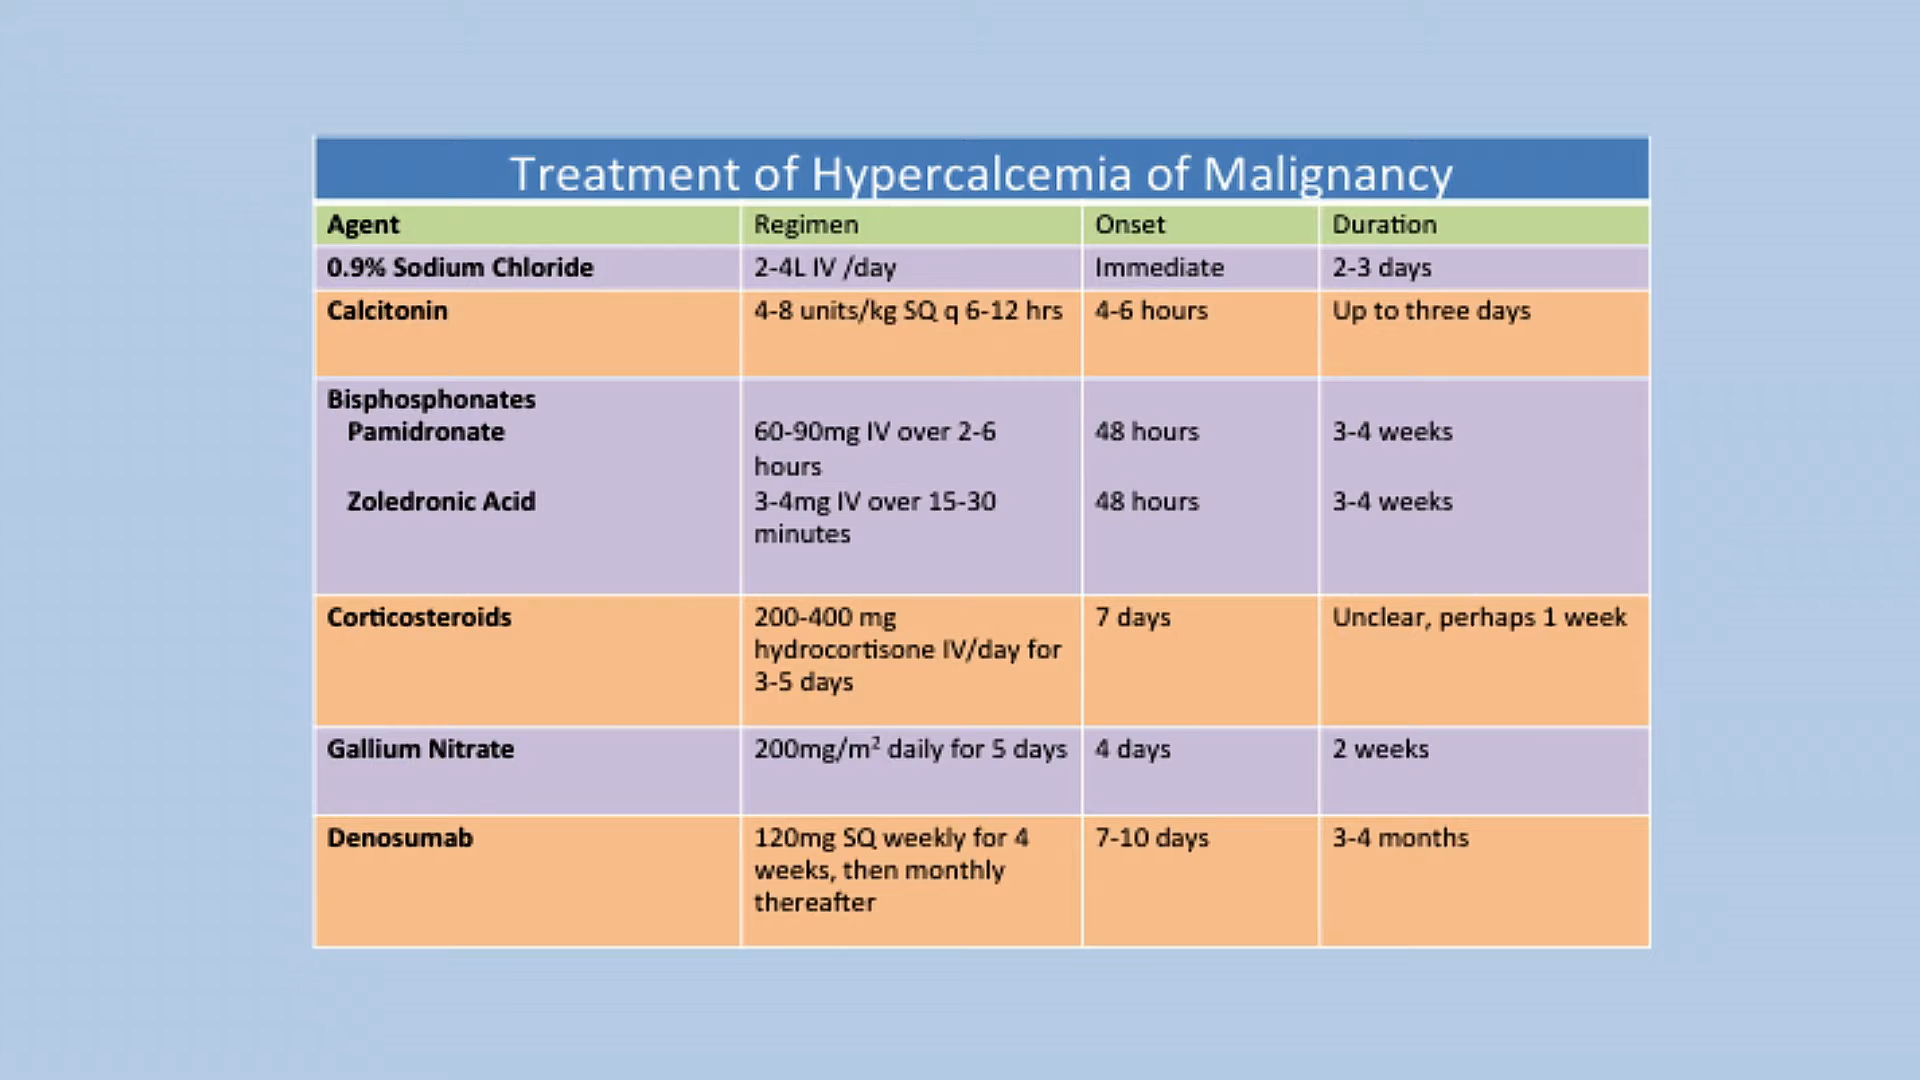 Treatment of Hypercalcemia of Malignancy
Agent Regimen Onset Duration
0.9% Sodium Chloride 2-4L IV /day Immediate 2-3 days
Calcitonin 4-8 units/kg SQ q 6-12 hrs 4-6 hours Up to three days
Bisphosphonates
Pamidronate 60-90mg IV over 2-6 48 hours 3-4 weeks
hours
Zoledronic Acid 3-4mg IV over 15-30 48 hours 3-4 weeks
minutes
Corticosteroids 200-400 mg 7 days Unclear, perhaps 1 week
hydrocortisone IV/day for
3-5 days
Gallium Nitrate 200mg/m² daily for 5 days 4 days 2 weeks
Denosumab 120mg SQ weekly for 4 7-10 days 3-4 months
weeks, then monthly
thereafter